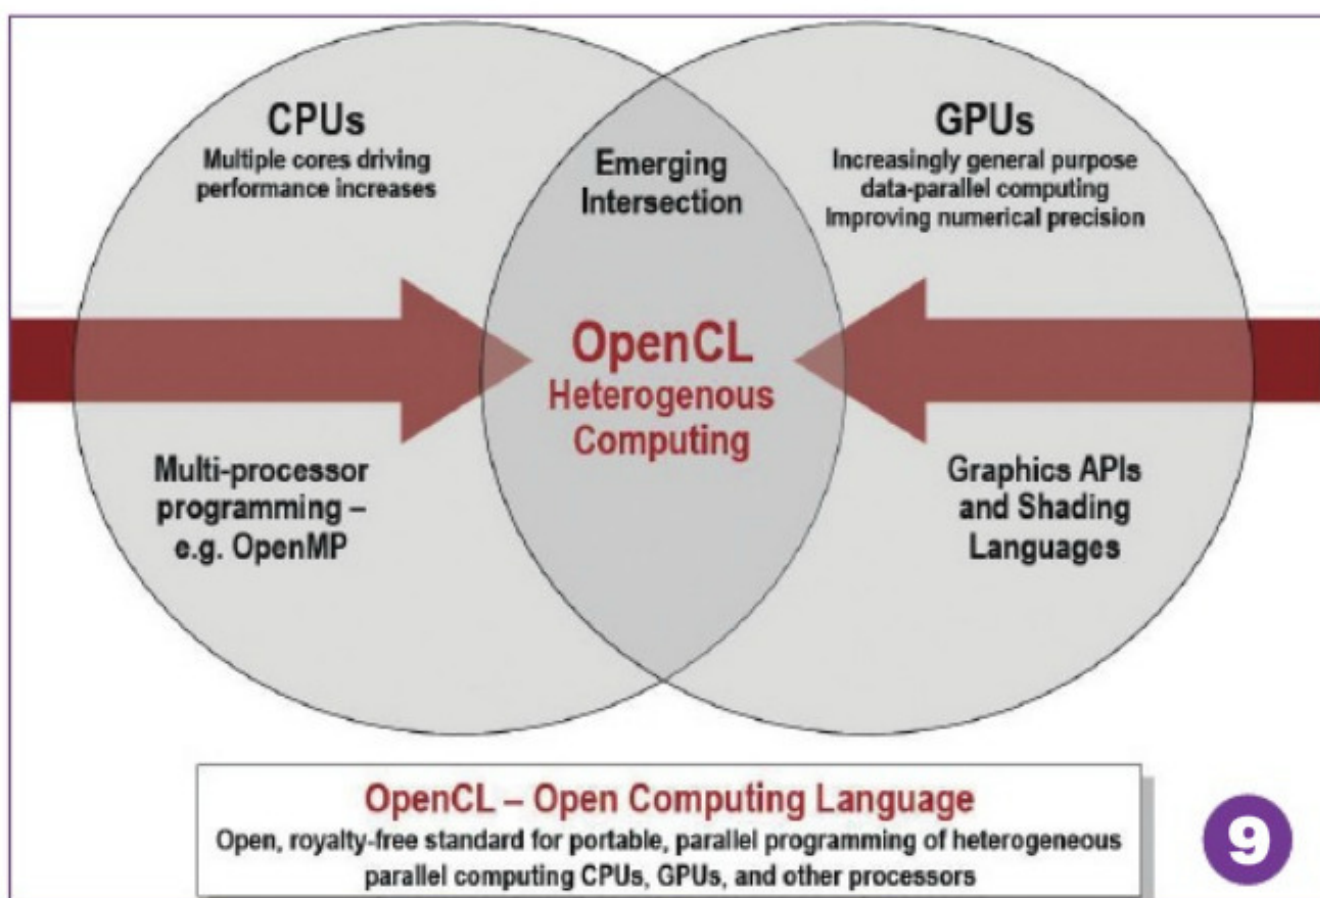 CPUs
Multiple cores driving
performance increases
Emerging
Intersection
GPUs
Increasingly general purpose
data-parallel computing
Improving numerical precision
OpenCL
Heterogenous
Computing
Multi-processor
programming –
e.g. OpenMP
Graphics APIs
and Shading
Languages
OpenCL – Open Computing Language
Open, royalty-free standard for portable, parallel programming of heterogeneous
parallel computing CPUs, GPUs, and other processors
9